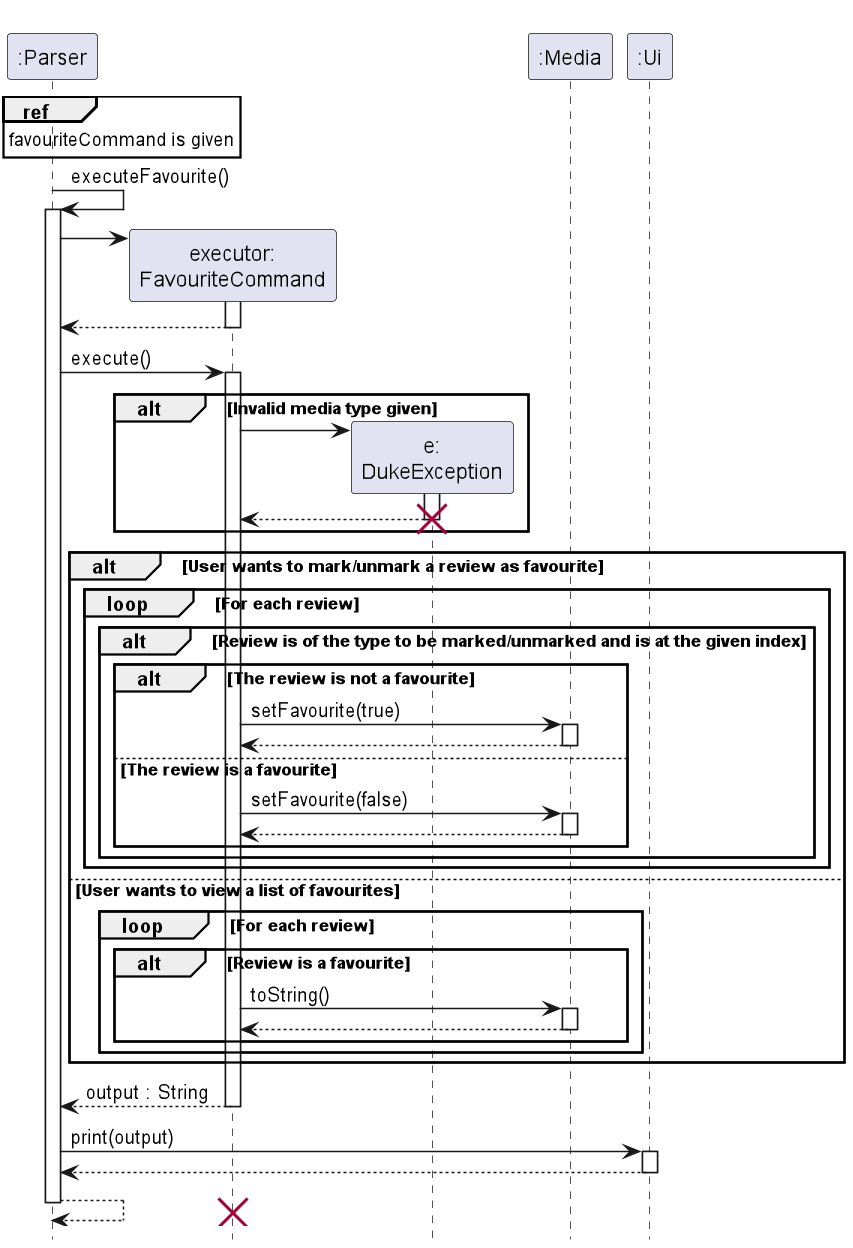 :Parser
:Media
:Ui
ref
favouriteCommand is given
executeFavourite()
executor:
FavouriteCommand
execute()
alt
[Invalid media type given]
e:
DukeException
alt
[User wants to mark/unmark a review as favourite]
loop
[For each review]
alt
[Review is of the type to be marked/unmarked and is at the given index]
alt
[The review is not a favourite]
setFavourite(true)
[The review is a favourite]
setFavourite(false)
[User wants to view a list of favourites]
loop
[For each review]
alt
[Review is a favourite]
toString()
output : String
print(output)